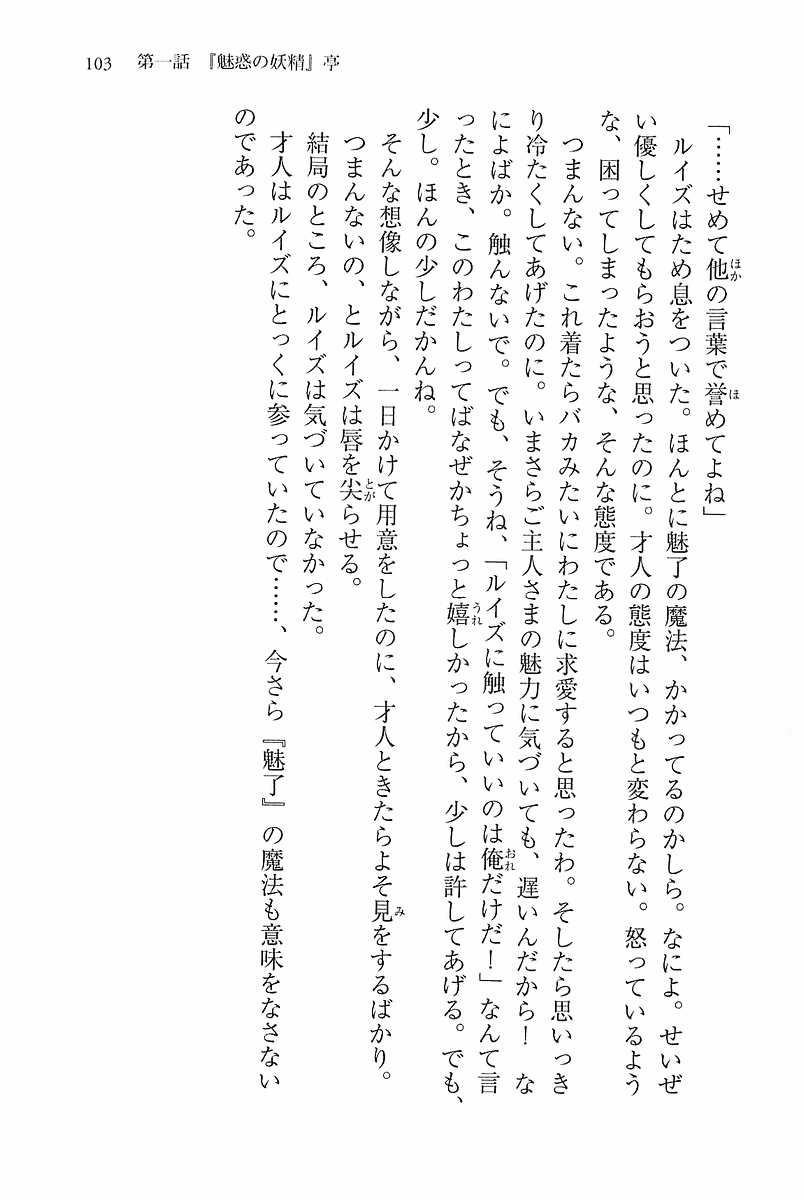 103　第一話　『魅惑の妖精』亭
「……せめて他の言葉で誉めてよね」
　ルイズはため息をついた。ほんとに魅了の魔法、かかってるのかしら。なによ。せいぜ
い優しくしてもらおうと思ったのに。才人の態度はいつもと変わらない。怒っているよう
な、困ってしまったような、そんな態度である。
　つまんない。これ着たらバカみたいにわたしに求愛すると思ったわ。そしたら思いっき
り冷たくしてあげたのに。いまさらご主人さまの魅力に気づいても、遅いんだから！　な
によばか。触んないで。でも、そうね、「ルイズに触っていいのは俺だけだ！」なんて言
ったとき、このわたしってばなぜかちょっと嬉しかったから、少しは許してあげる。でも、
少し。ほんの少しだかんね。
　そんな想像しながら、一日かけて用意をしたのに、才人ときたらよそ見をするばかり。
　つまんないの、とルイズは唇を尖らせる。
　結局のところ、ルイズは気づいていなかった。
　才人はルイズにとっくに参っていたので……、今さら『魅了』の魔法も意味をなさない
のであった。